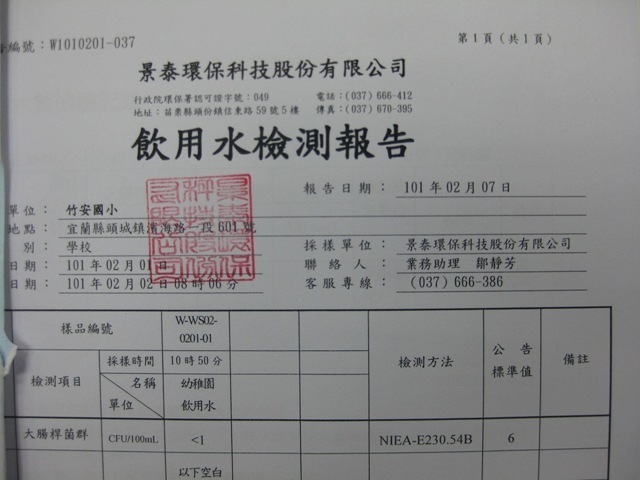 編號：W1010201-037
第1頁（共1頁）
景泰環保科技股份有限公司
行政院環保署認可證字號：049 電話：(037) 666-412
地址：苗栗縣頭份鎮信東路59號5樓 傳真：(037) 670-395
飲用水檢測報告
報告日期：101年02月07日
單位：竹安國小
地點：宜蘭縣頭城鎮濱海路一段601號
別：學校 採樣單位：景泰環保科技股份有限公司
日期：101年02月01日 聯絡人：業務助理 鄒靜芳
日期：101年02月02日08時06分 客服專線：(037)666-386
樣品編號 W-WS02-0201-01 檢測方法 公告標準值 備註
採樣時間 10時50分
檢測項目 名稱 單位 幼稚園飲用水
大腸桿菌群 CFU/100mL <1 NIEA-E230.54B 6
以下空白